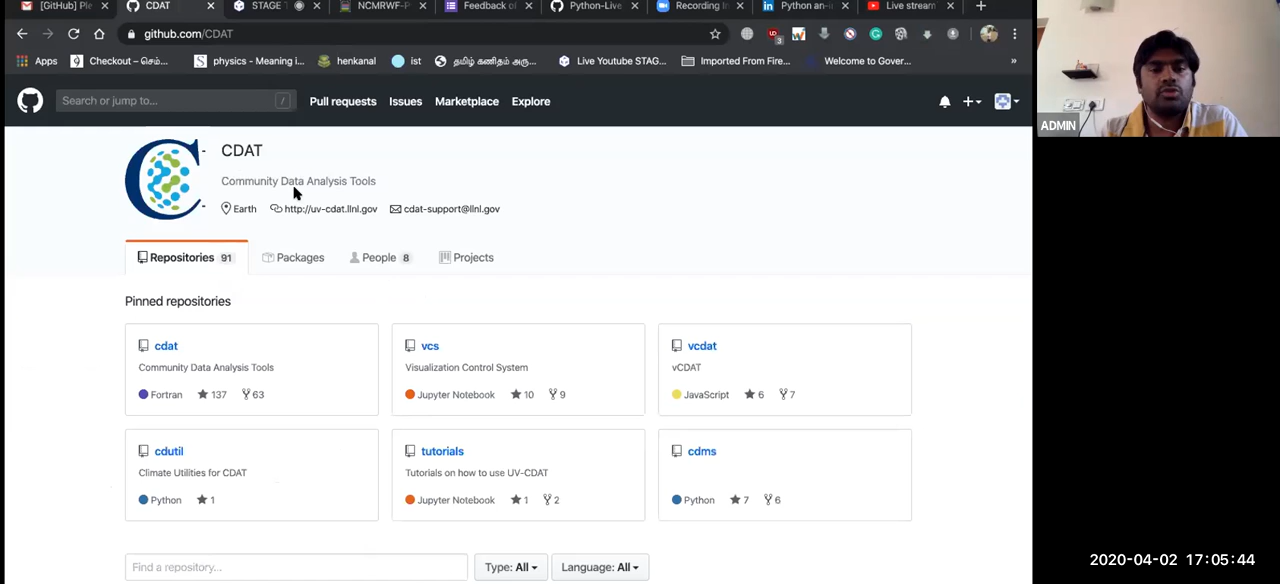 [GitHub] Ple
CDAT
STAGE T
NCMRWF-P
Feedback o
Python-Live
Recording In
Python an-i
Live stream
github.com/CDAT
3
Apps
Checkout – செம்...
physics - Meaning i...
henkanal
ist
தமிழ் கணிதம் அரு...
Live Youtube STAG...
Imported From Fire...
Welcome to Gover...
»
Search or jump to...
/
Pull requests
Issues
Marketplace
Explore
ADMIN
CDAT
Community Data Analysis Tools
Earth
http://uv-cdat.llnl.gov
cdat-support@llnl.gov
Repositories 91
Packages
People 8
Projects
Pinned repositories
cdat
Community Data Analysis Tools
Fortran 137 63
vcs
Visualization Control System
Jupyter Notebook 10 9
vcdat
vCDAT
JavaScript 6 7
cdutil
Climate Utilities for CDAT
Python 1
tutorials
Tutorials on how to use UV-CDAT
Jupyter Notebook 1 2
cdms
Python 7 6
Find a repository...
Type: All
Language: All
2020-04-02 17:05:44